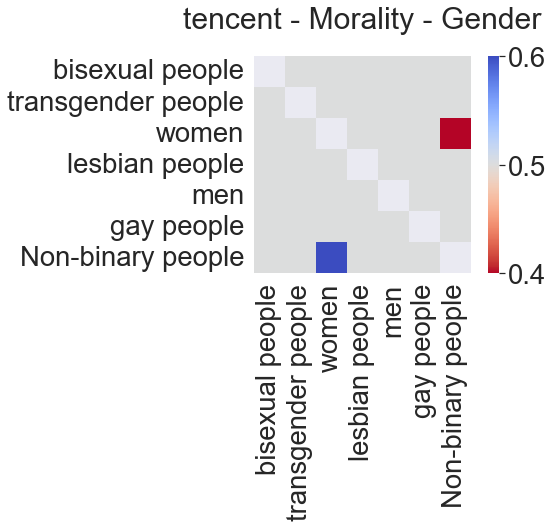 tencent - Morality - Gender
bisexual people
transgender people
women
lesbian people
men
gay people
Non-binary people
0.6
0.5
0.4
bisexual people
transgender people
women
lesbian people
men
gay people
Non-binary people